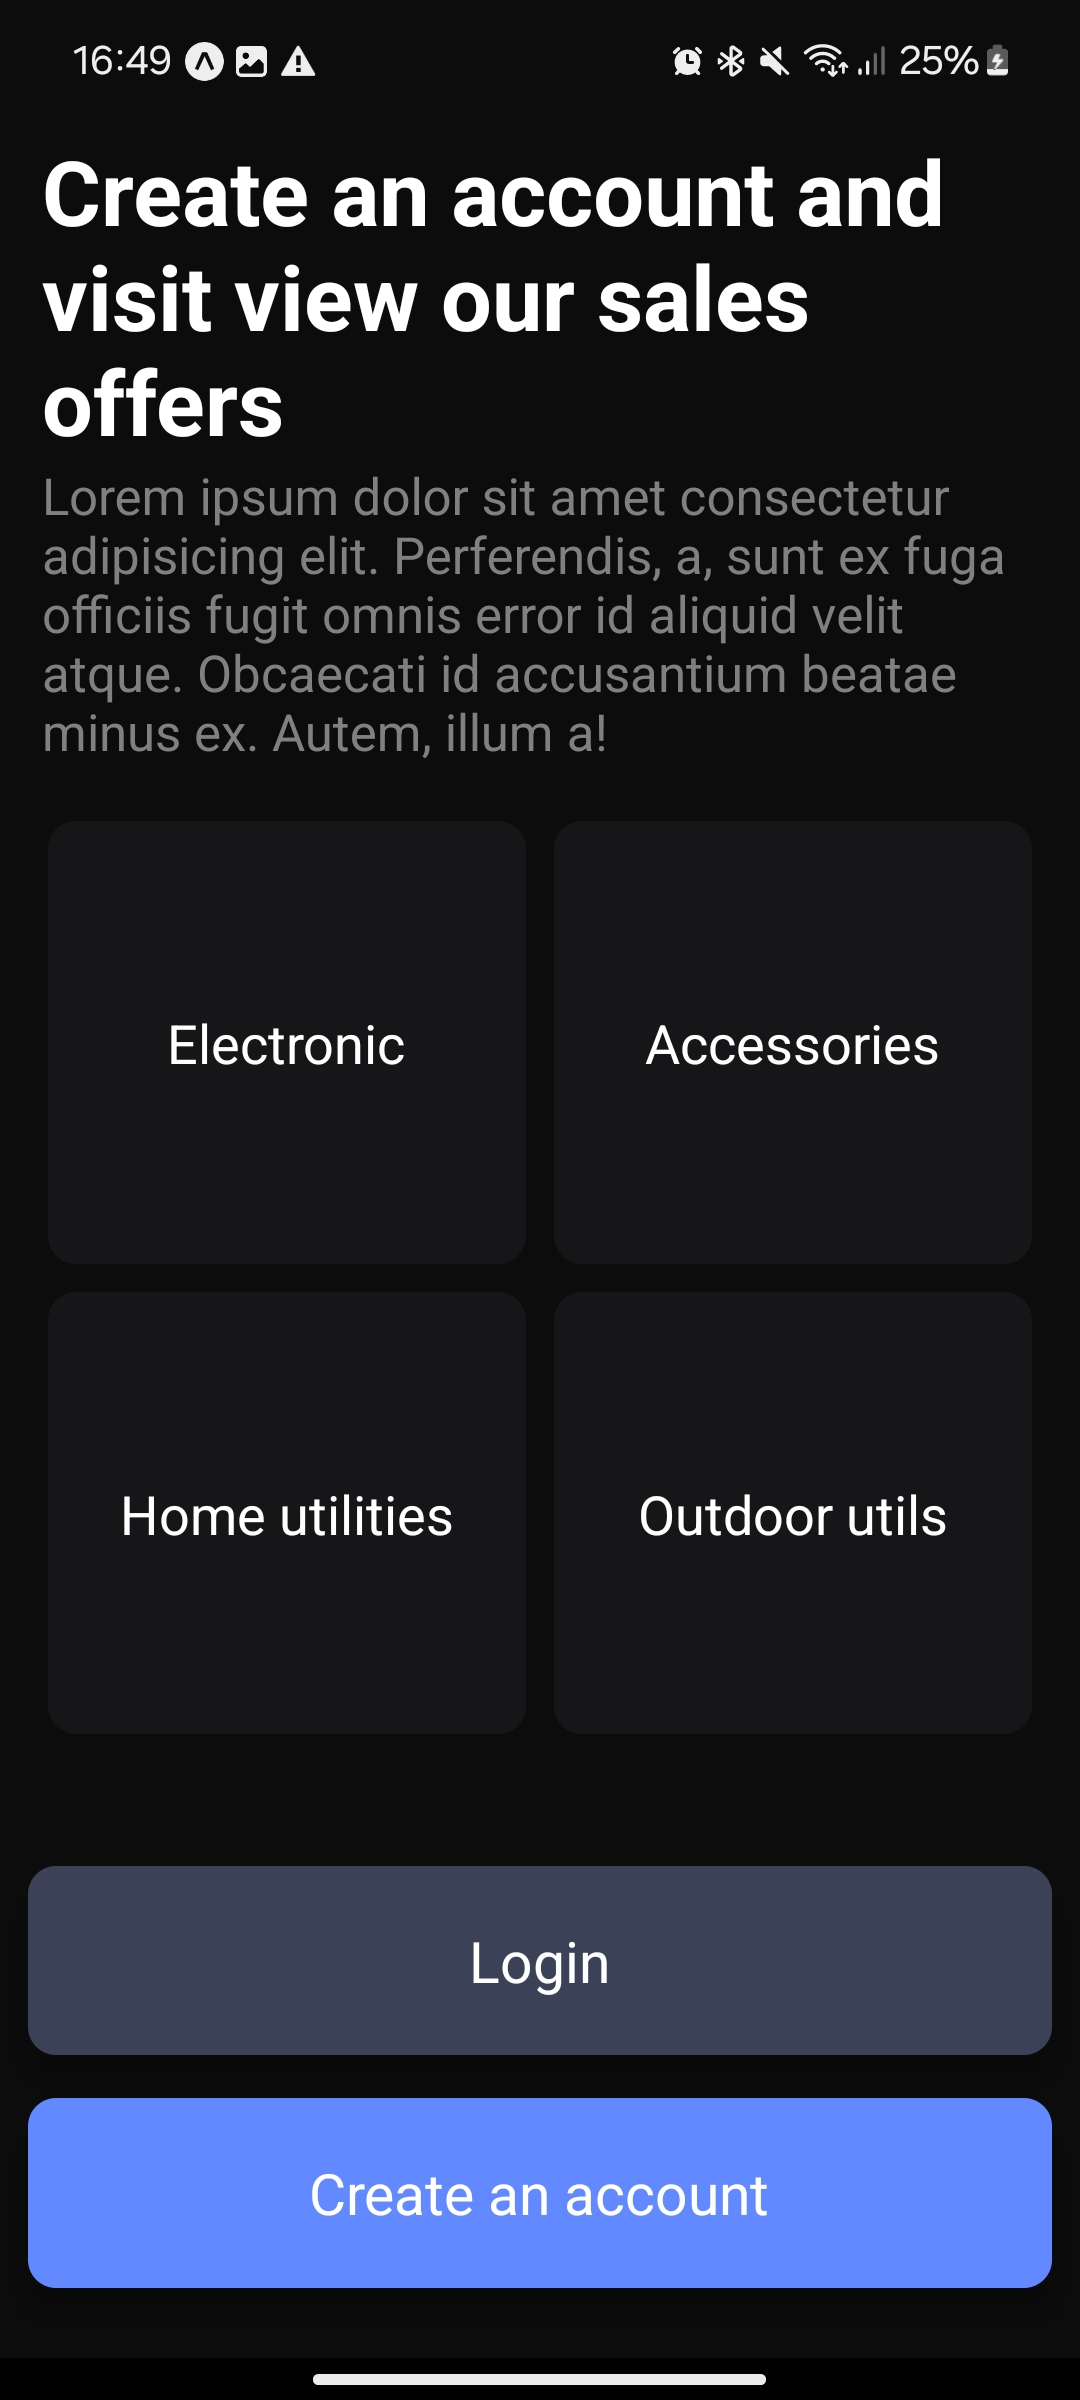 16:49 25%
Create an account and
visit view our sales
offers
Lorem ipsum dolor sit amet consectetur
adipisicing elit. Perferendis, a, sunt ex fuga
officiis fugit omnis error id aliquid velit
atque. Obcaecati id accusantium beatae
minus ex. Autem, illum a!
Electronic
Accessories
Home utilities
Outdoor utils
Login
Create an account